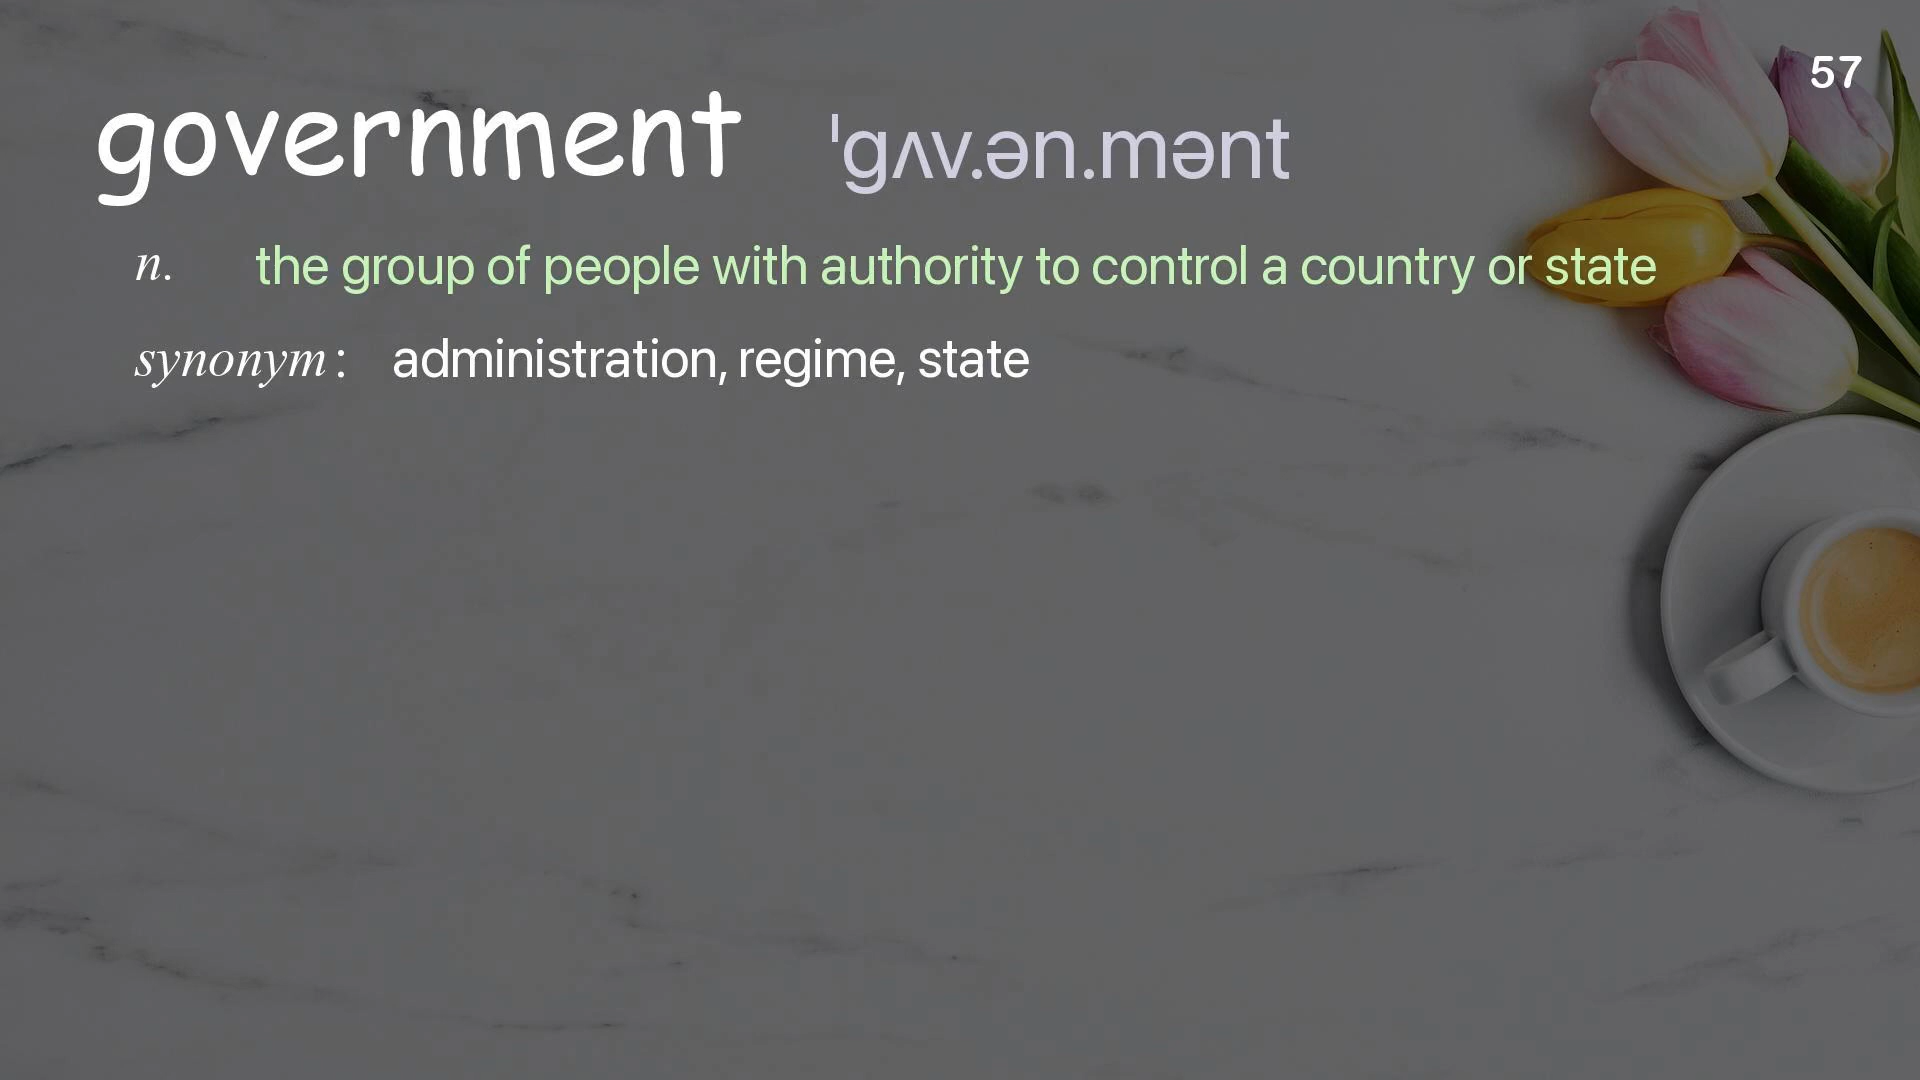 57
government ˈɡʌv.ən.mənt
n. the group of people with authority to control a country or state
synonym: administration, regime, state